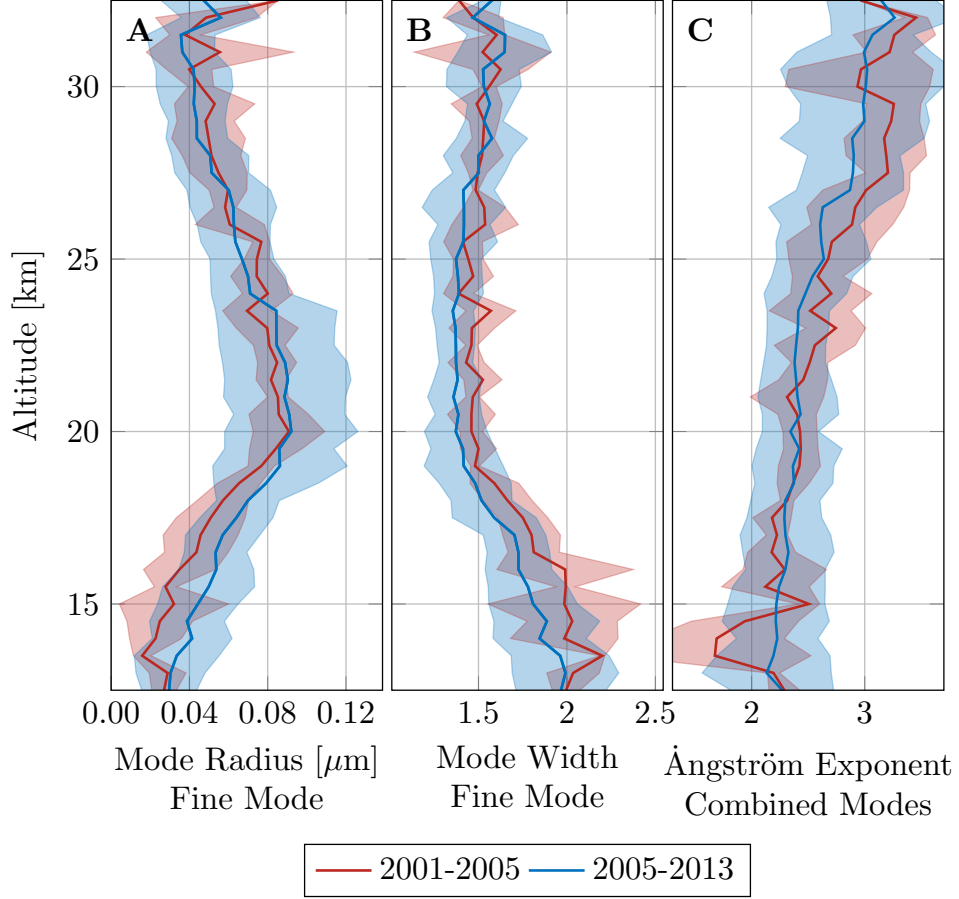 A
B
C
Altitude [km]
30
25
20
15
0.00 0.04 0.08 0.12
1.5 2 2.5
2 3
Mode Radius [μm]
Fine Mode
Mode Width
Fine Mode
Ångström Exponent
Combined Modes
2001-2005
2005-2013